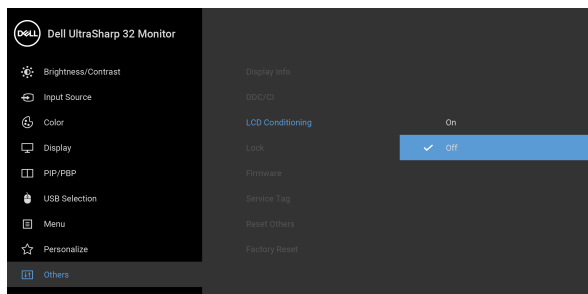 DELL Dell UltraSharp 32 Monitor
Brightness/Contrast
Input Source
Color
Display
PIP/PBP
USB Selection
Menu
Personalize
Others
Display Info
DDC/CI
LCD Conditioning
Lock
Firmware
Service Tag
Reset Others
Factory Reset
On
Off